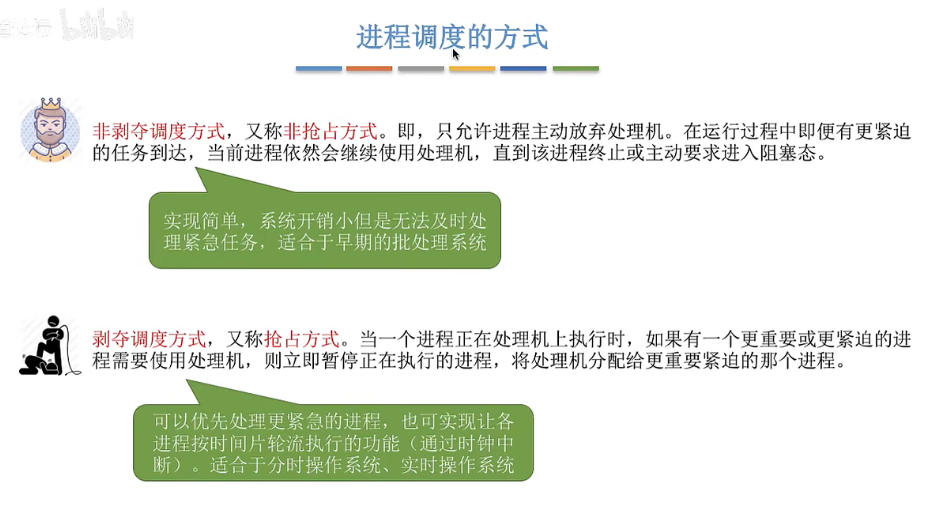 bilibili
进程调度的方式
非剥夺调度方式，又称非抢占方式。即，只允许进程主动放弃处理机。在运行过程中即便有更紧迫
的任务到达，当前进程依然会继续使用处理机，直到该进程终止或主动要求进入阻塞态。
实现简单，系统开销小但是无法及时处
理紧急任务，适合于早期的批处理系统
剥夺调度方式，又称抢占方式。当一个进程正在处理机上执行时，如果有一个更重要或更紧迫的进
程需要使用处理机，则立即暂停正在执行的进程，将处理机分配给更重要紧迫的那个进程。
可以优先处理更紧急的进程，也可实现让各
进程按时间片轮流执行的功能（通过时钟中
断）。适合于分时操作系统、实时操作系统